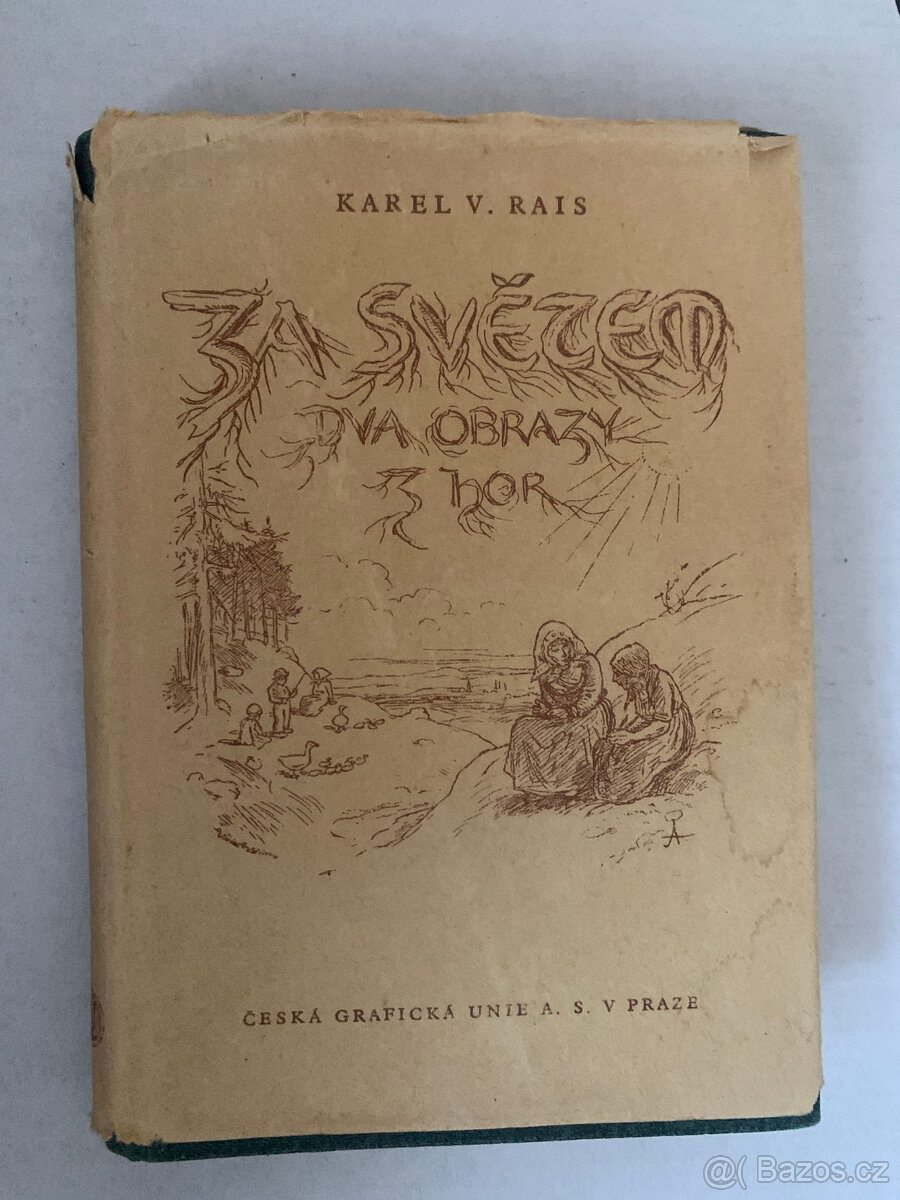 KAREL V. RAIS
ZA SVĚTEM
DVA OBRAZY
Z HOR
ČESKÁ GRAFICKÁ UNIE A. S. V PRAZE
@( Bazos.cz